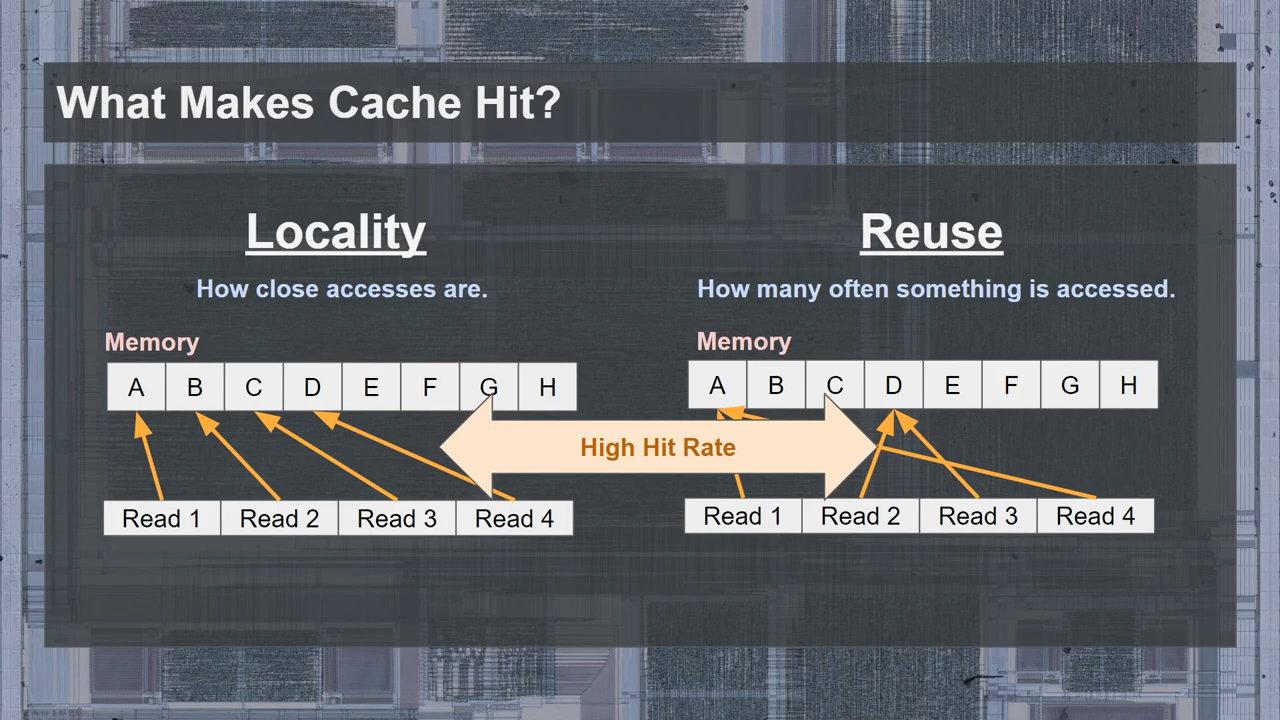 What Makes Cache Hit?
Locality
How close accesses are.
Memory
A B C D E F G H
Read 1 Read 2 Read 3 Read 4
Reuse
How many often something is accessed.
Memory
A B C D E F G H
Read 1 Read 2 Read 3 Read 4
High Hit Rate